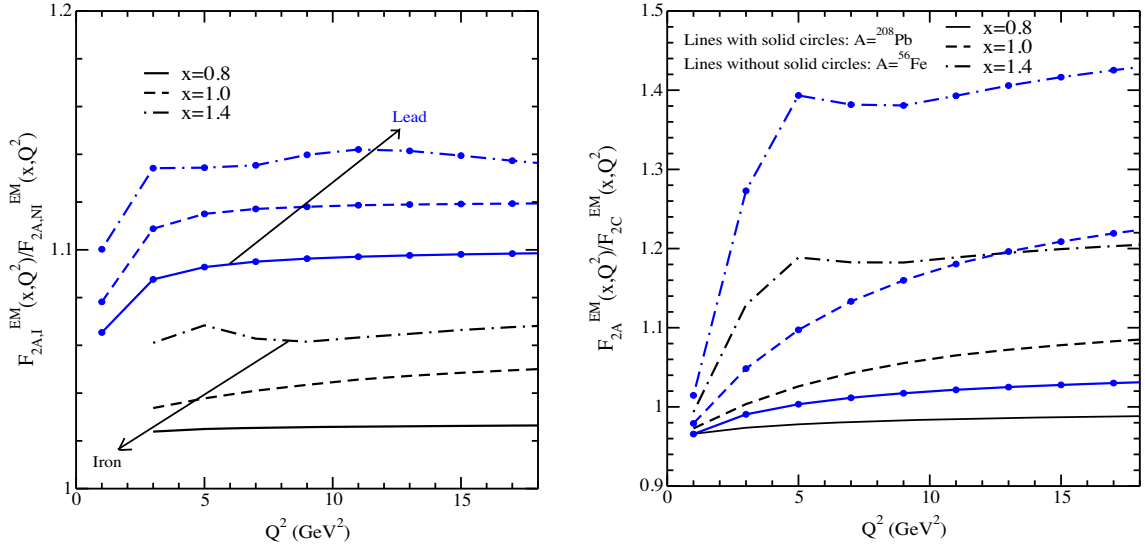 1.2
x=0.8
x=1.0
x=1.4
Lead
1.1
Iron
1
0 5 10 15
Q² (GeV²)
F₂A,I^EM(x,Q²)/F₂A,NI^EM(x,Q²)
1.5
Lines with solid circles: A=²⁰⁸Pb
Lines without solid circles: A=⁵⁶Fe
x=0.8
x=1.0
x=1.4
1.4
1.3
1.2
1.1
1
0.9
0 5 10 15
Q² (GeV²)
F₂A^EM(x,Q²)/F₂C^EM(x,Q²)